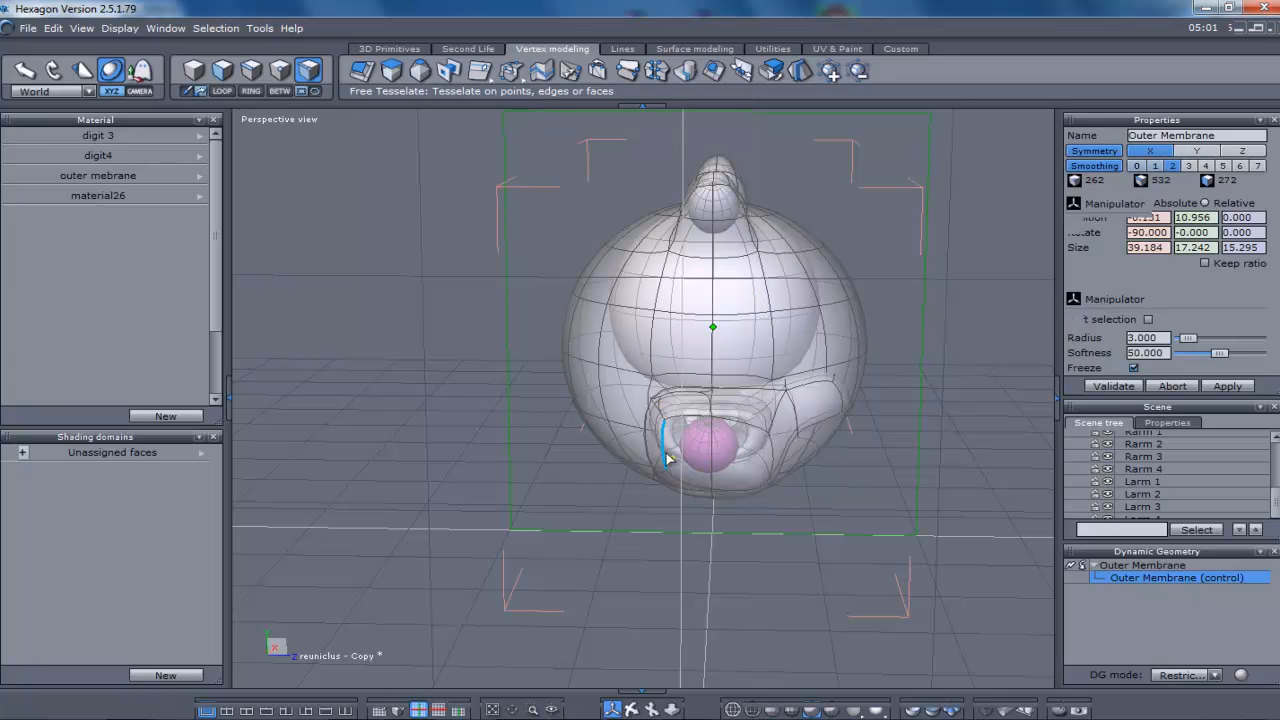 Hexagon Version 2.5.1.79
File Edit View Display Window Selection Tools Help
05:01
3D Primitives Second Life Vertex modeling Lines Surface modeling Utilities UV & Paint Custom
World XYZ CAMERA LOOP RING BETW
Free Tesselate: Tesselate on points, edges or faces
Material
digit 3
digit4
outer mebrane
material26
New
Shading domains
Unassigned faces
New
Perspective view
reuniclus - Copy *
Properties
Name Outer Membrane
Symmetry X Y Z
Smoothing 0 1 2 3 4 5 6 7
262 532 272
Manipulator Absolute Relative
10.956 0.000
-90.000 -0.000 0.000
Size 39.184 17.242 15.295
Keep ratio
Manipulator
t selection
Radius 3.000
Softness 50.000
Freeze
Validate Abort Apply
Scene
Scene tree Properties
Rarm 1
Rarm 2
Rarm 3
Rarm 4
Larm 1
Larm 2
Larm 3
Select
Dynamic Geometry
Outer Membrane
Outer Membrane (control)
DG mode: Restric...